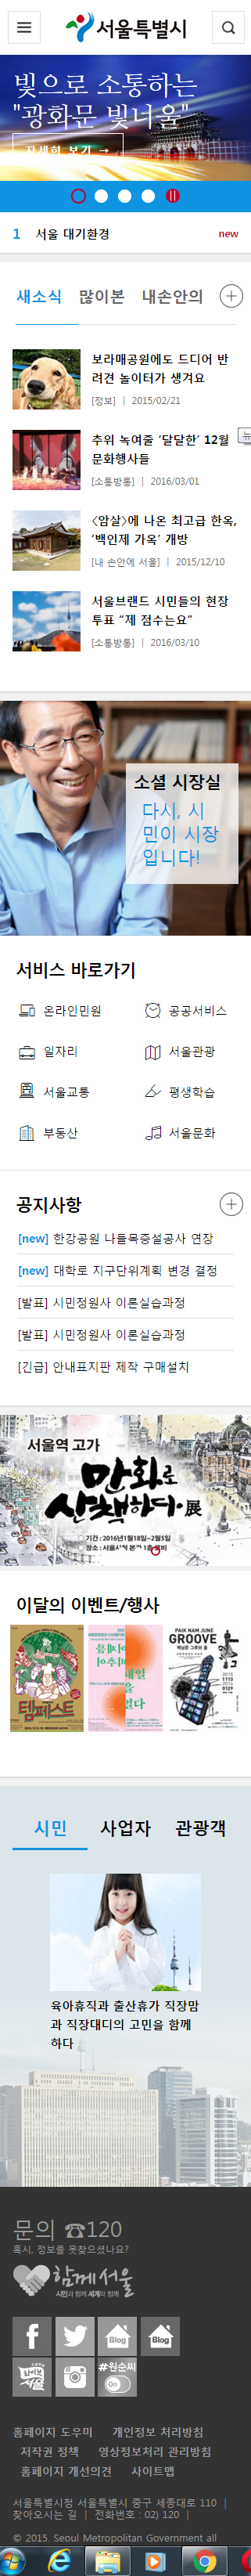 서울특별시
빛으로 소통하는
"광화문 빛너울"
자세히 보기 →
1 서울 대기환경 new
새소식 많이본 내손안의
보라매공원에도 드디어 반
려견 놀이터가 생겨요
[정보] | 2015/02/21
추위 녹여줄 '달달한' 12월
문화행사들
[소통방통] | 2016/03/01
뉴
<암살>에 나온 최고급 한옥,
'백인제 가옥' 개방
[내 손안에 서울] | 2015/12/10
서울브랜드 시민들의 현장
투표 "제 점수는요"
[소통방통] | 2016/03/10
소셜 시장실
다시, 시
민이 시장
입니다!
서비스 바로가기
온라인민원 공공서비스
일자리 서울관광
서울교통 평생학습
부동산 서울문화
공지사항
[new] 한강공원 나들목증설공사 연장
[new] 대학로 지구단위계획 변경 결정
[발표] 시민정원사 이론실습과정
[발표] 시민정원사 이론실습과정
[긴급] 안내표지판 제작 구매설치
서울역 고가
만화로
산책하다·展
기간 : 2016년1월18일~2월5일
장소 : 서울시청 본관 1층 로비
이달의 이벤트/행사
템페스트
PAIK NAM JUNE
GROOVE
시민 사업자 관광객
육아휴직과 출산휴가 직장맘
과 직장대디의 고민을 함께
하다
문의 ☎120
혹시, 정보를 못찾으셨나요?
함께서울
시민과 함께 세계와 함께
Blog Blog
라이브서울
#원순씨
On
홈페이지 도우미 개인정보 처리방침
저작권 정책 영상정보처리 관리방침
홈페이지 개선의견 사이트맵
서울특별시청 서울특별시 중구 세종대로 110 |
찾아오시는 길 | 전화번호 : 02) 120 |
© 2015. Seoul Metropolitan Government all